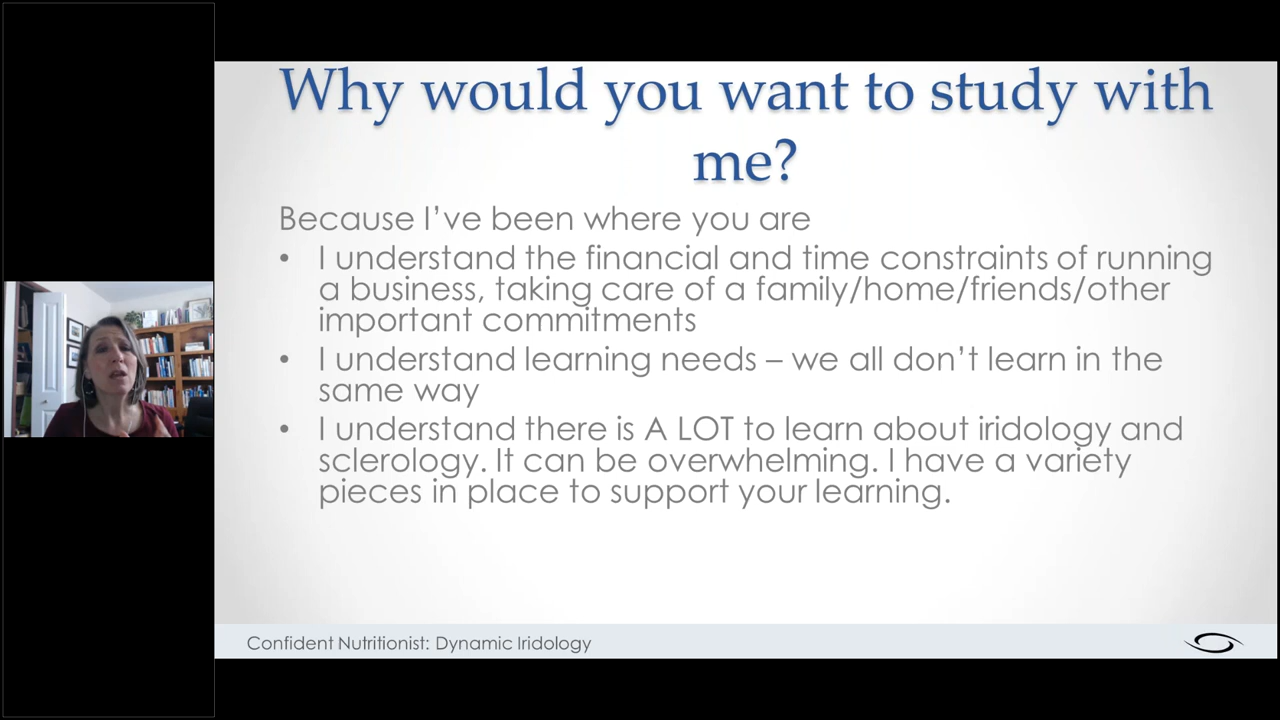 Why would you want to study with
me?
Because I've been where you are
• I understand the financial and time constraints of running
a business, taking care of a family/home/friends/other
important commitments
• I understand learning needs – we all don't learn in the
same way
• I understand there is A LOT to learn about iridology and
sclerology. It can be overwhelming. I have a variety
pieces in place to support your learning.
Confident Nutritionist: Dynamic Iridology